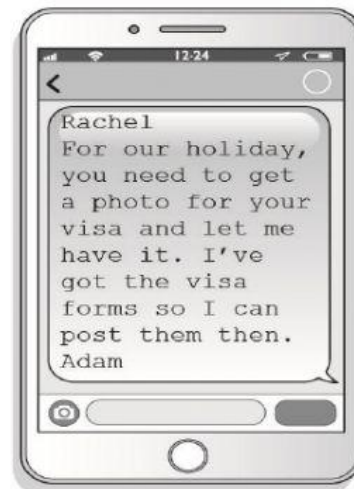 12:24
Rachel
For our holiday,
you need to get
a photo for your
visa and let me
have it. I've
got the visa
forms so I can
post them then.
Adam